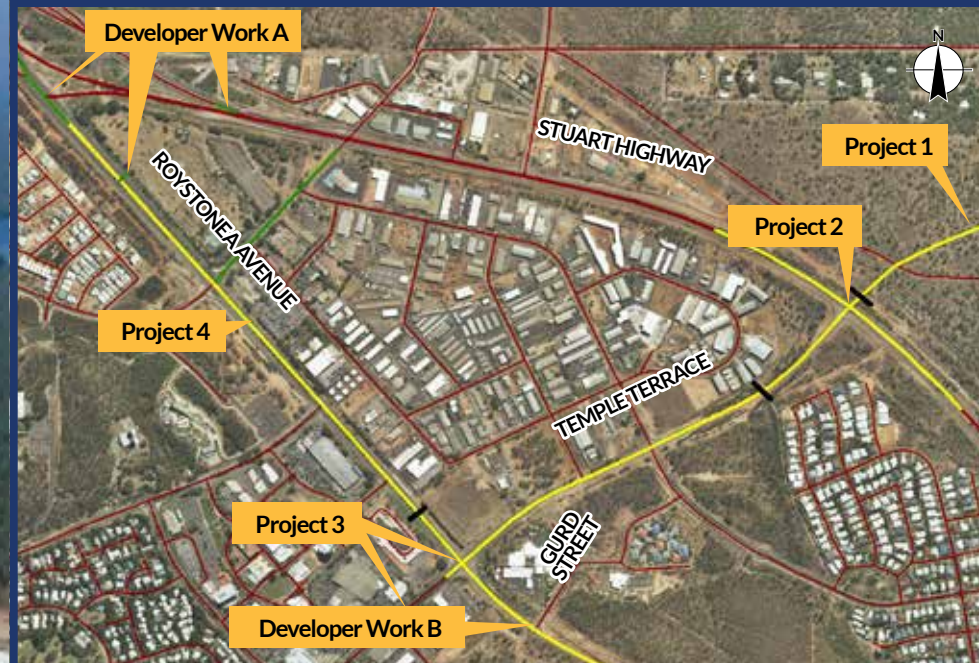 Developer Work A
N
STUART HIGHWAY
Project 1
ROYSTONEA AVENUE
Project 2
Project 4
TEMPLE TERRACE
Project 3
GURD
STREET
Developer Work B